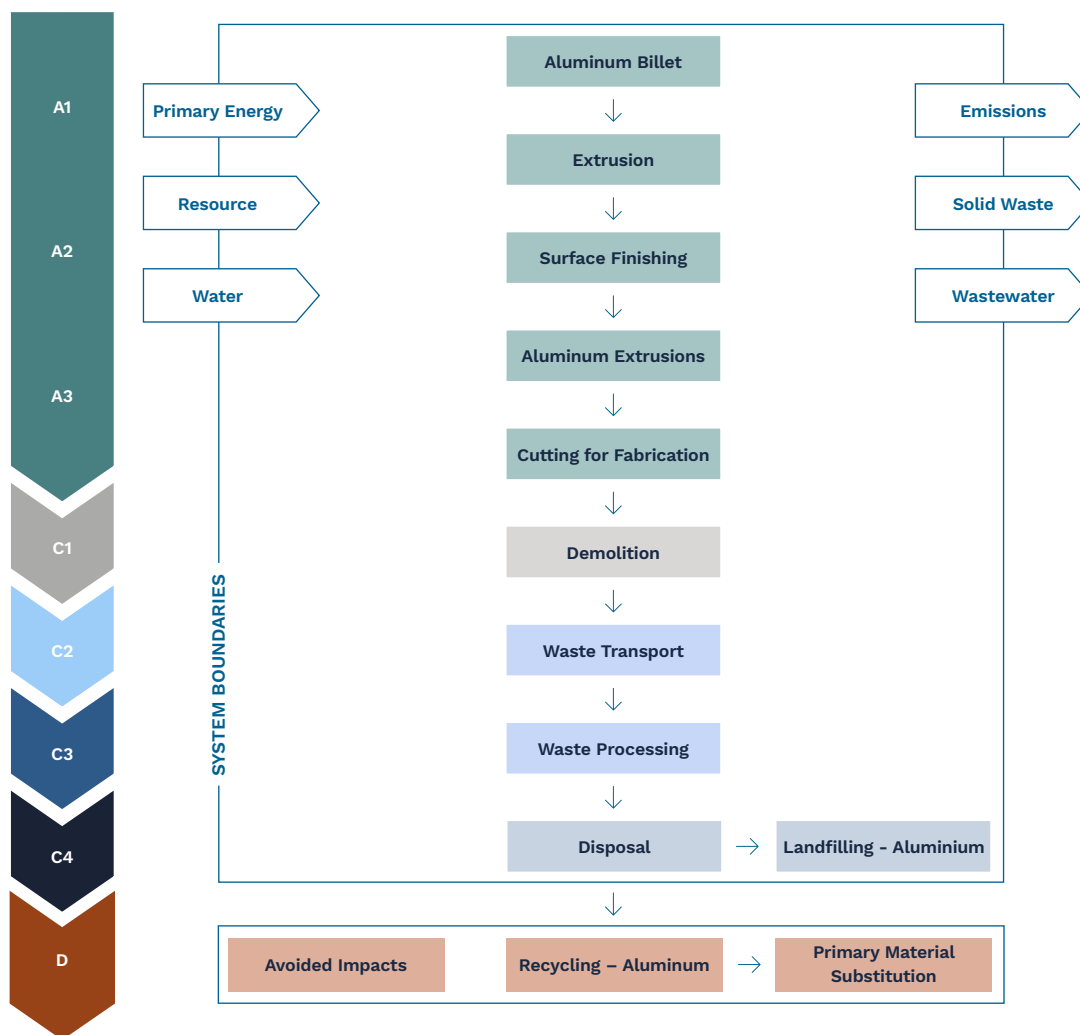 A1
A2
A3
C1
C2
C3
C4
D
Primary Energy
Resource
Water
SYSTEM BOUNDARIES
Aluminum Billet
Extrusion
Surface Finishing
Aluminum Extrusions
Cutting for Fabrication
Demolition
Waste Transport
Waste Processing
Disposal
Landfilling - Aluminium
Emissions
Solid Waste
Wastewater
Avoided Impacts
Recycling – Aluminum
Primary Material
Substitution